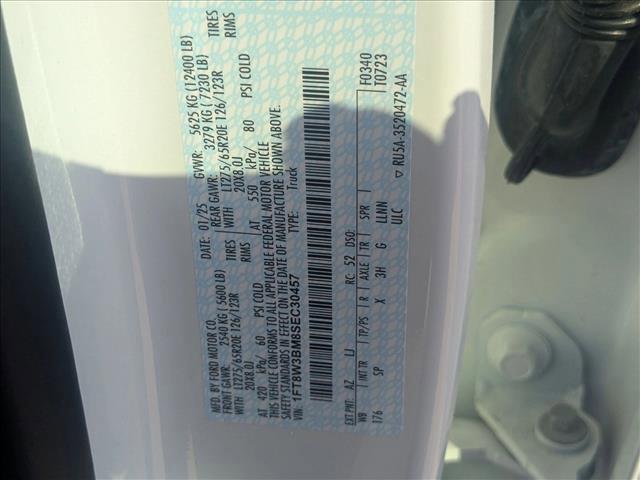 MFD. BY FORD MOTOR CO.
DATE: 01/25 GVWR: 5625 KG (12400 LB)
FRONT GAWR: 2540 KG (5600 LB) REAR GAWR: 3279 KG (7230 LB)
LT275/65R20E 126/123R TIRES WITH LT275/65R20E 126/123R TIRES
20X8.0J RIMS 20X8.0J RIMS
AT 420 kPa/ 60 PSI COLD AT 550 kPa/ 80 PSI COLD
THIS VEHICLE CONFORMS TO ALL APPLICABLE FEDERAL MOTOR VEHICLE
SAFETY STANDARDS IN EFFECT ON THE DATE OF MANUFACTURE SHOWN ABOVE.
VIN: 1FT8W3BM8SEC30457 TYPE: Truck
EXT PNT: AZ LJ RC: 52 DSO: F0340
WB INT TR TP/PS R AXLE TR SPR T0723
176 SP X 3H G LLNN
ULC ▽ RU5A-3520472-AA